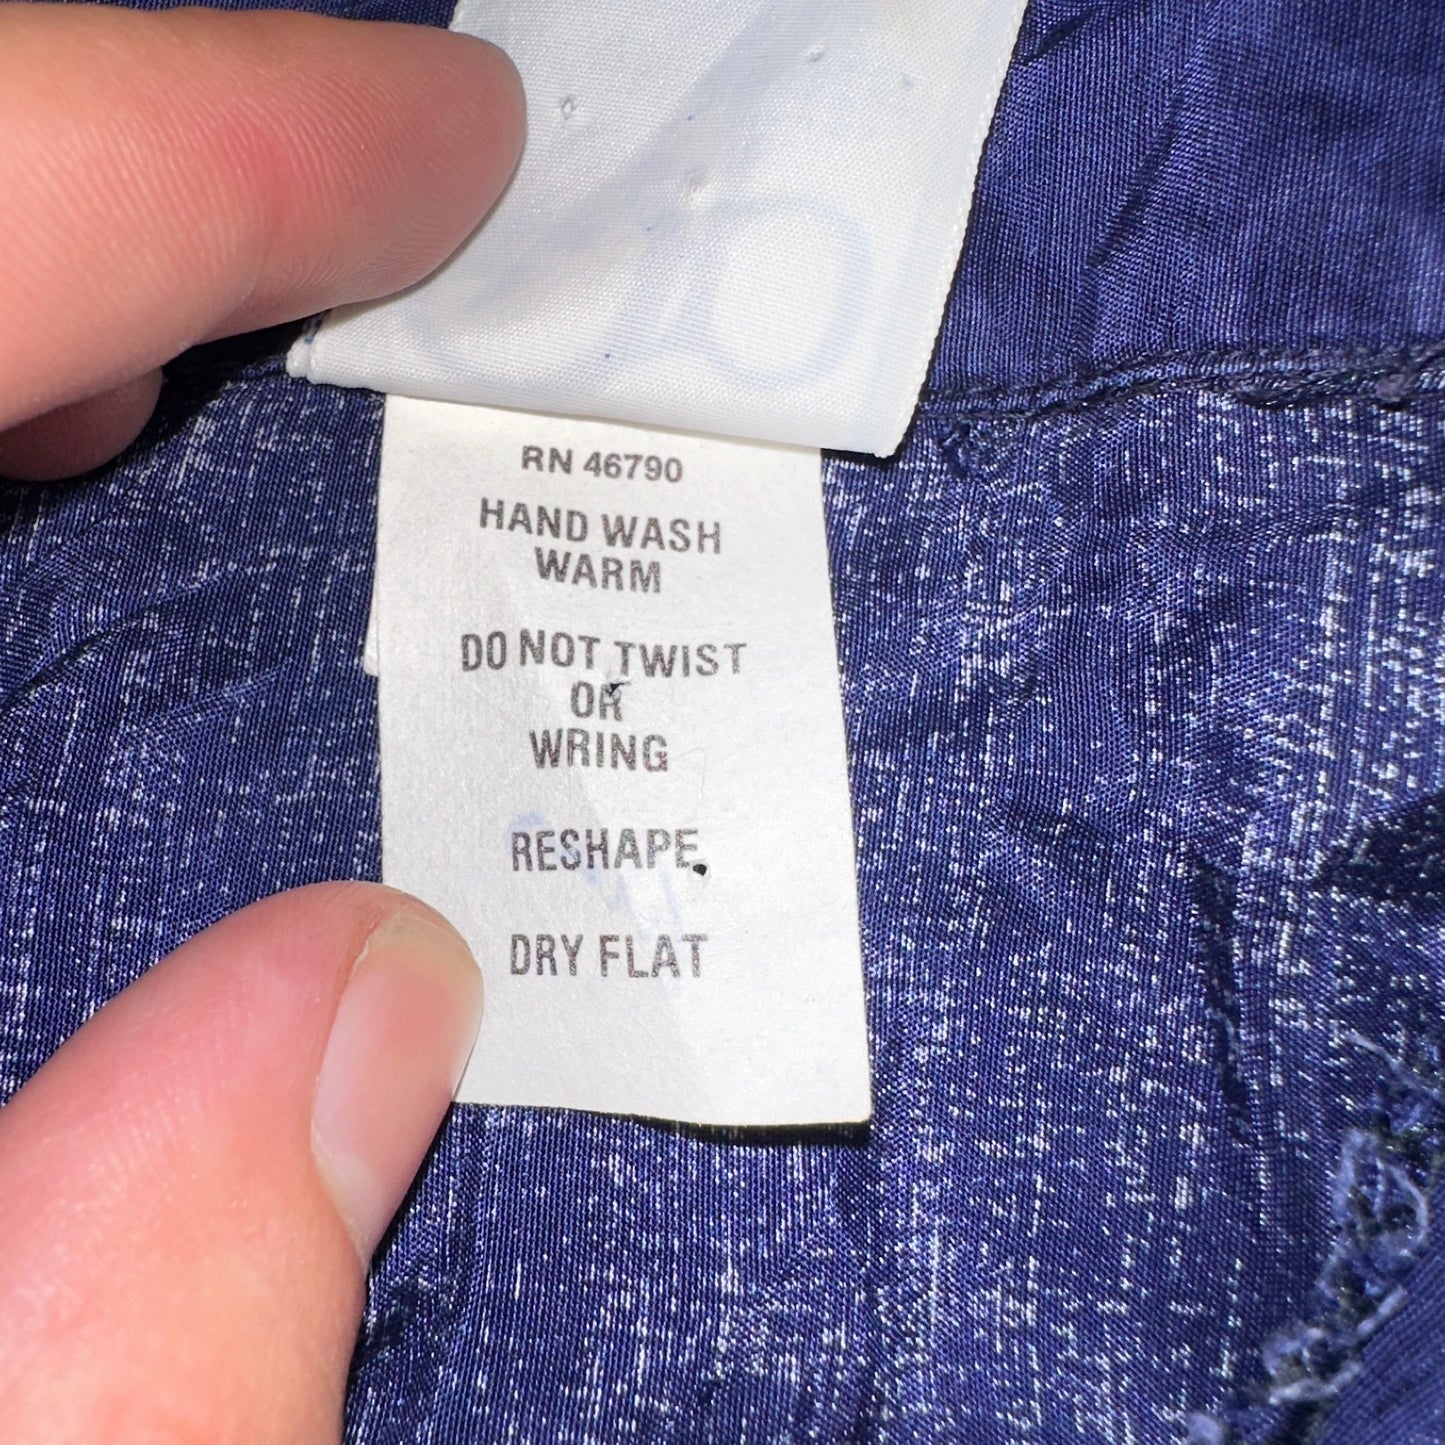 RN 46790
HAND WASH
WARM
DO NOT TWIST
OR
WRING
RESHAPE
DRY FLAT